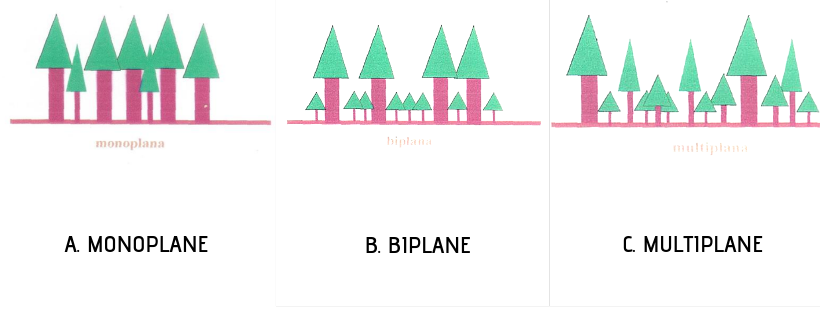 monoplana
biplana
multiplana
A. MONOPLANE
B. BIPLANE
C. MULTIPLANE